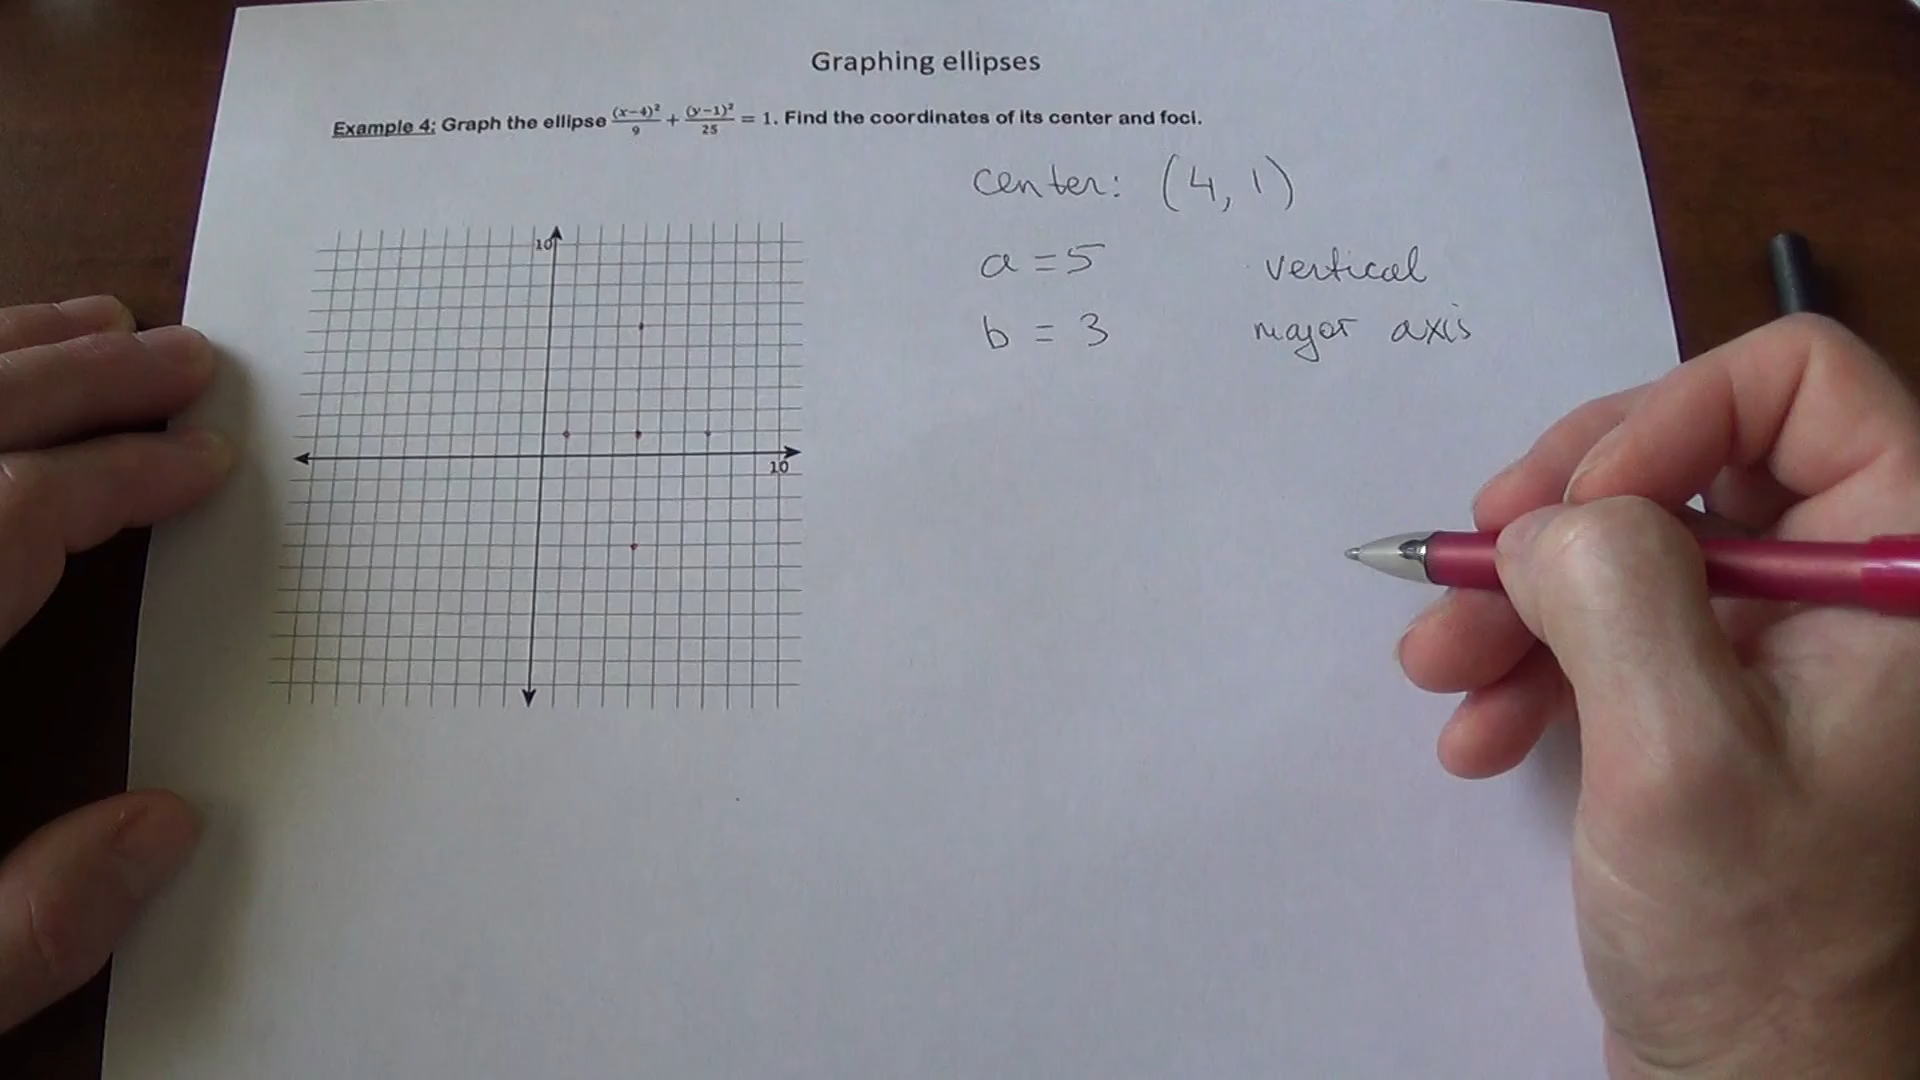 Graphing ellipses
Example 4: Graph the ellipse (x−4)²/9 + (y−1)²/25 = 1. Find the coordinates of its center and foci.
center: (4, 1)
a = 5 vertical
b = 3 major axis
10
10